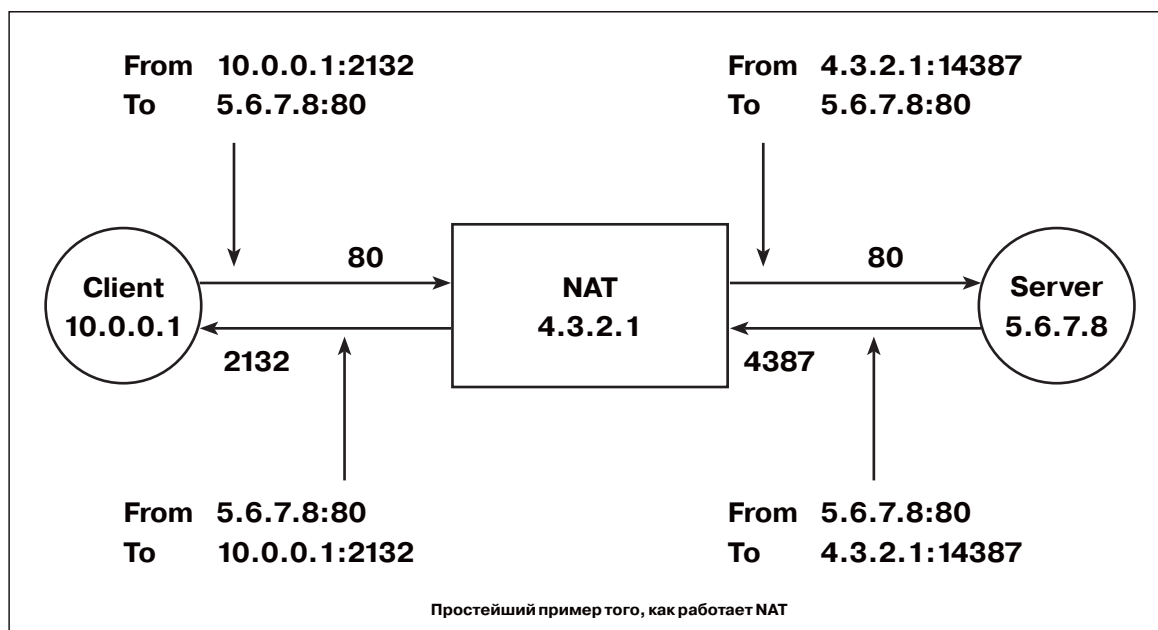 From 10.0.0.1:2132
To 5.6.7.8:80
From 4.3.2.1:14387
To 5.6.7.8:80
80
80
Client
10.0.0.1
NAT
4.3.2.1
Server
5.6.7.8
2132
4387
From 5.6.7.8:80
To 10.0.0.1:2132
From 5.6.7.8:80
To 4.3.2.1:14387
Простейший пример того, как работает NAT